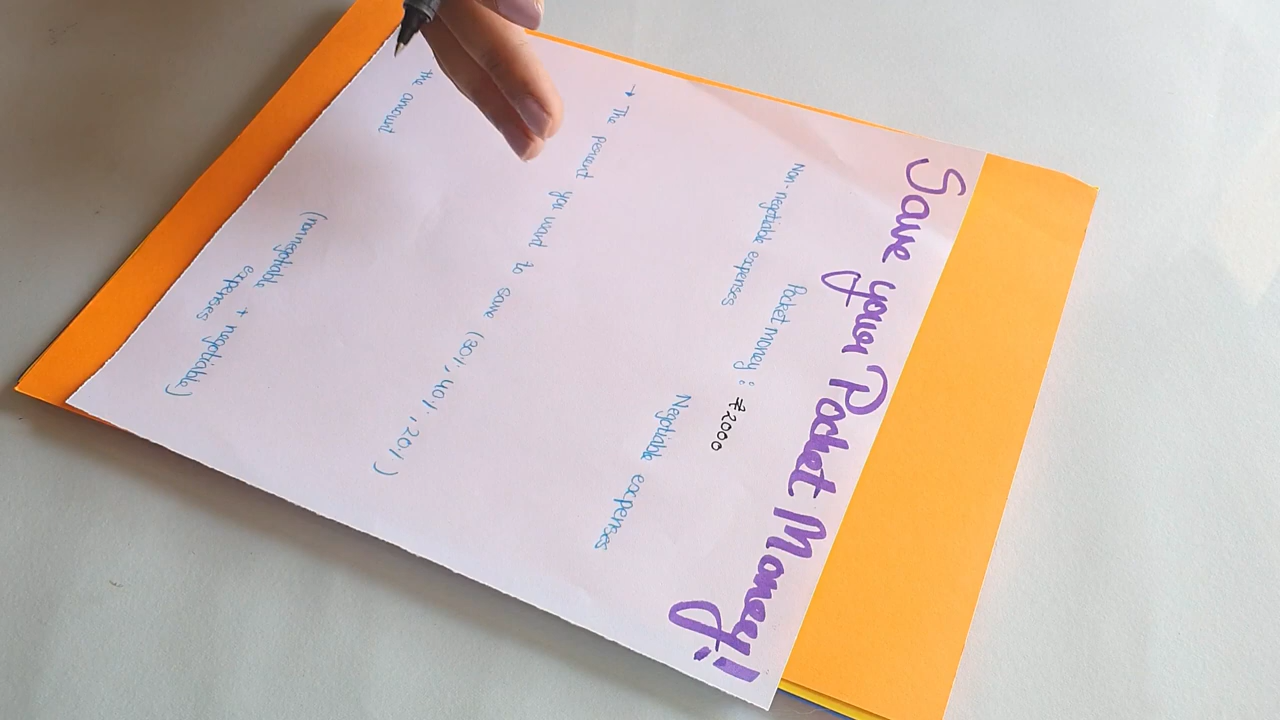 Save your Pocket Money!
Pocket money : ₹2000
Non-negotiable expenses
Negotiable expenses
→ The percent you want to save (30%, 40%, 20%)
the amount
(non negotiable + negotiable)
expenses